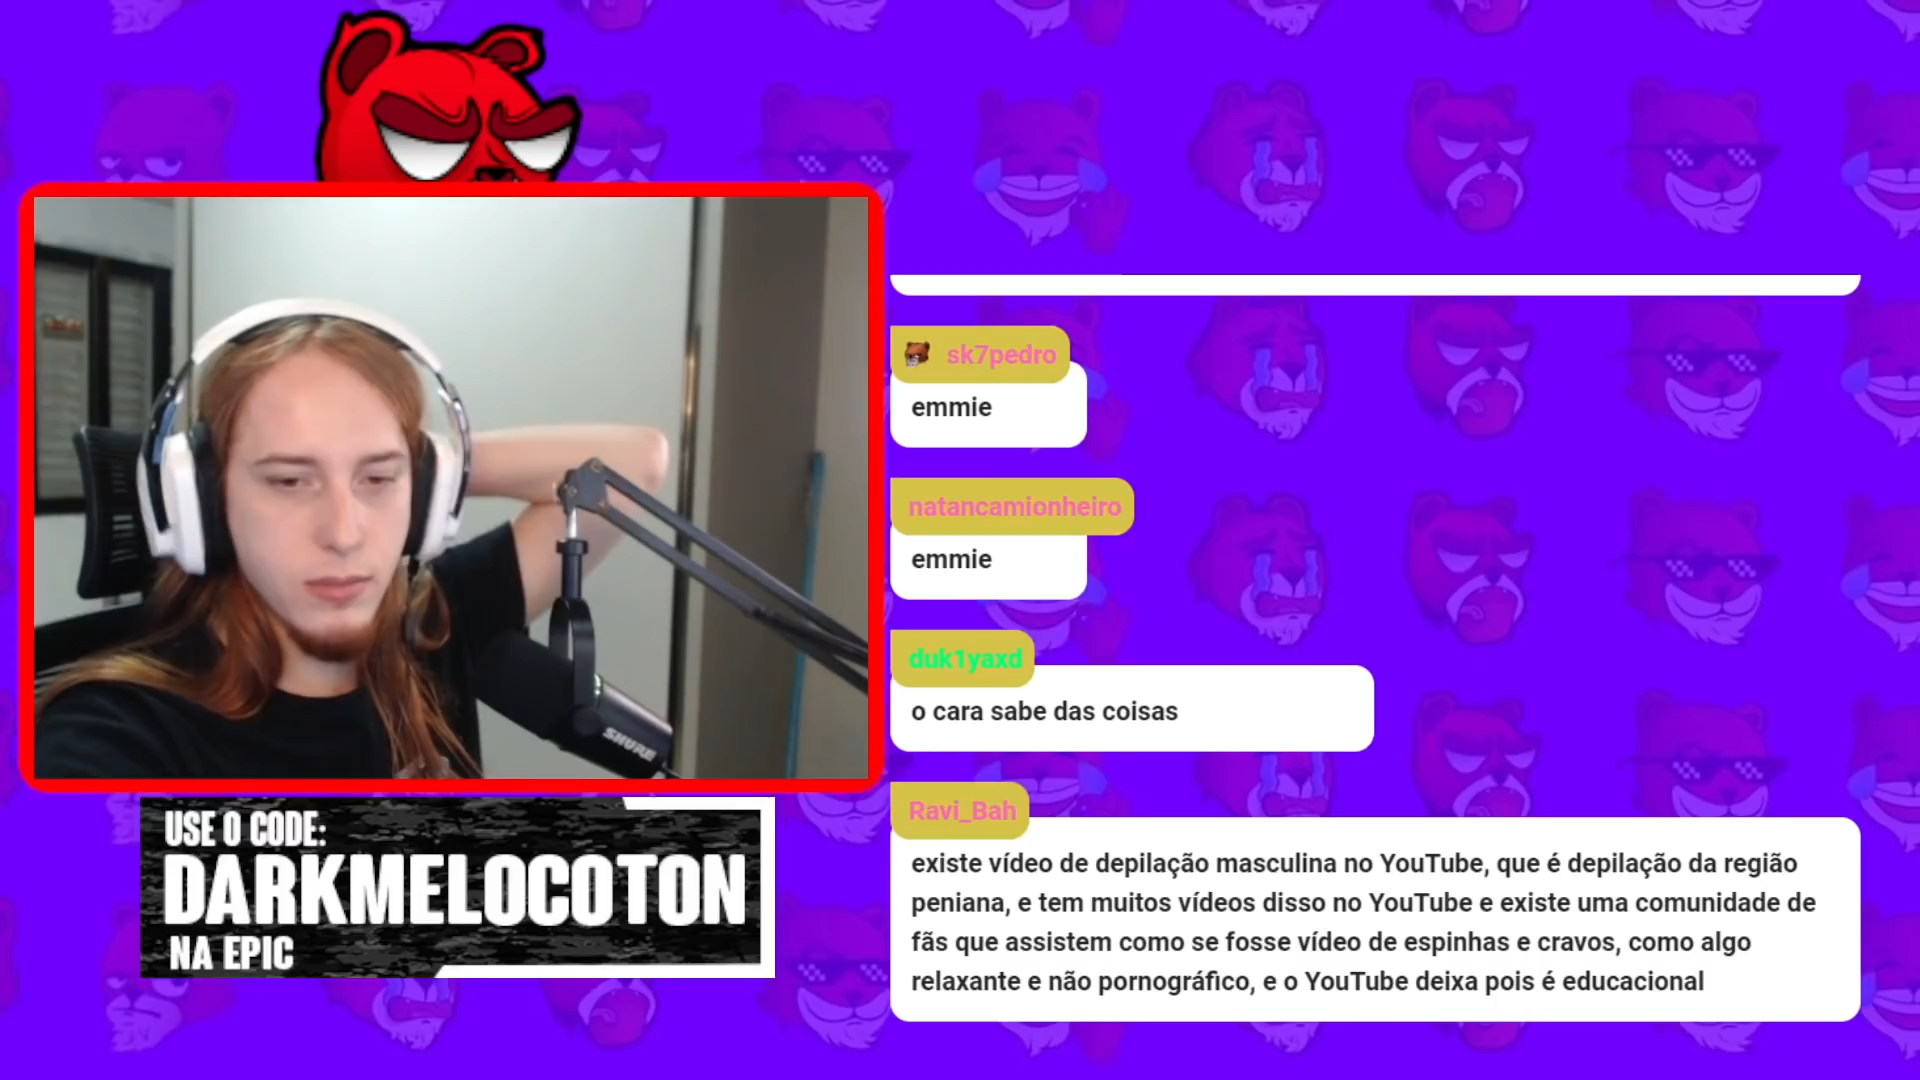 sk7pedro
emmie
natancamionheiro
emmie
duk1yaxd
o cara sabe das coisas
Ravi_Bah
existe vídeo de depilação masculina no YouTube, que é depilação da região
peniana, e tem muitos vídeos disso no YouTube e existe uma comunidade de
fãs que assistem como se fosse vídeo de espinhas e cravos, como algo
relaxante e não pornográfico, e o YouTube deixa pois é educacional
SHURE
USE O CODE:
DARKMELOCOTON
NA EPIC